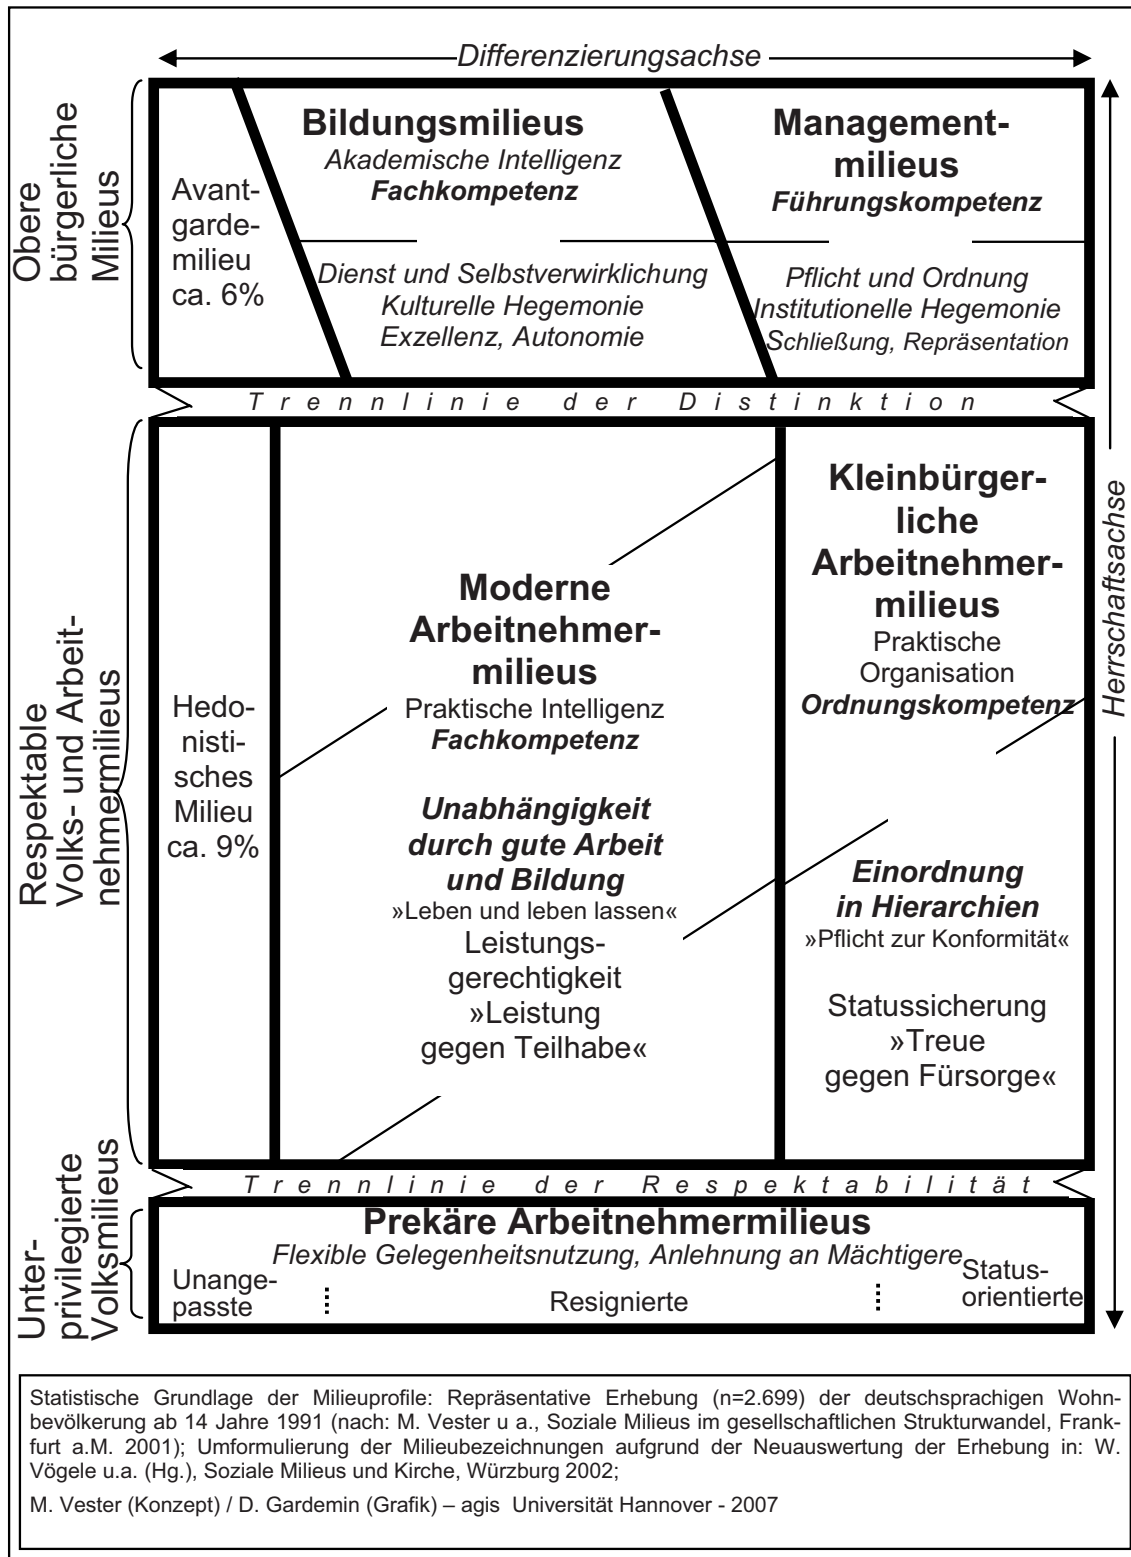 Differenzierungsachse
Obere
bürgerliche
Milieus
Avant-
garde-
milieu
ca. 6%
Bildungsmilieus
Akademische Intelligenz
Fachkompetenz
Dienst und Selbstverwirklichung
Kulturelle Hegemonie
Exzellenz, Autonomie
Management-
milieus
Führungskompetenz
Pflicht und Ordnung
Institutionelle Hegemonie
Schließung, Repräsentation
Trennlinie der Distinktion
Herrschaftsachse
Respektable
Volks- und Arbeit-
nehmermilieus
Hedo-
nisti-
sches
Milieu
ca. 9%
Moderne
Arbeitnehmer-
milieus
Praktische Intelligenz
Fachkompetenz
Unabhängigkeit
durch gute Arbeit
und Bildung
»Leben und leben lassen«
Leistungs-
gerechtigkeit
»Leistung
gegen Teilhabe«
Kleinbürger-
liche
Arbeitnehmer-
milieus
Praktische
Organisation
Ordnungskompetenz
Einordnung
in Hierarchien
»Pflicht zur Konformität«
Statussicherung
»Treue
gegen Fürsorge«
Trennlinie der Respektabilität
Unter-
privilegierte
Volksmilieus
Prekäre Arbeitnehmermilieus
Flexible Gelegenheitsnutzung, Anlehnung an Mächtigere
Unange-
passte
Resignierte
Status-
orientierte
Statistische Grundlage der Milieuprofile: Repräsentative Erhebung (n=2.699) der deutschsprachigen Wohn-
bevölkerung ab 14 Jahre 1991 (nach: M. Vester u a., Soziale Milieus im gesellschaftlichen Strukturwandel, Frank-
furt a.M. 2001); Umformulierung der Milieubezeichnungen aufgrund der Neuauswertung der Erhebung in: W.
Vögele u.a. (Hg.), Soziale Milieus und Kirche, Würzburg 2002;
M. Vester (Konzept) / D. Gardemin (Grafik) – agis Universität Hannover - 2007